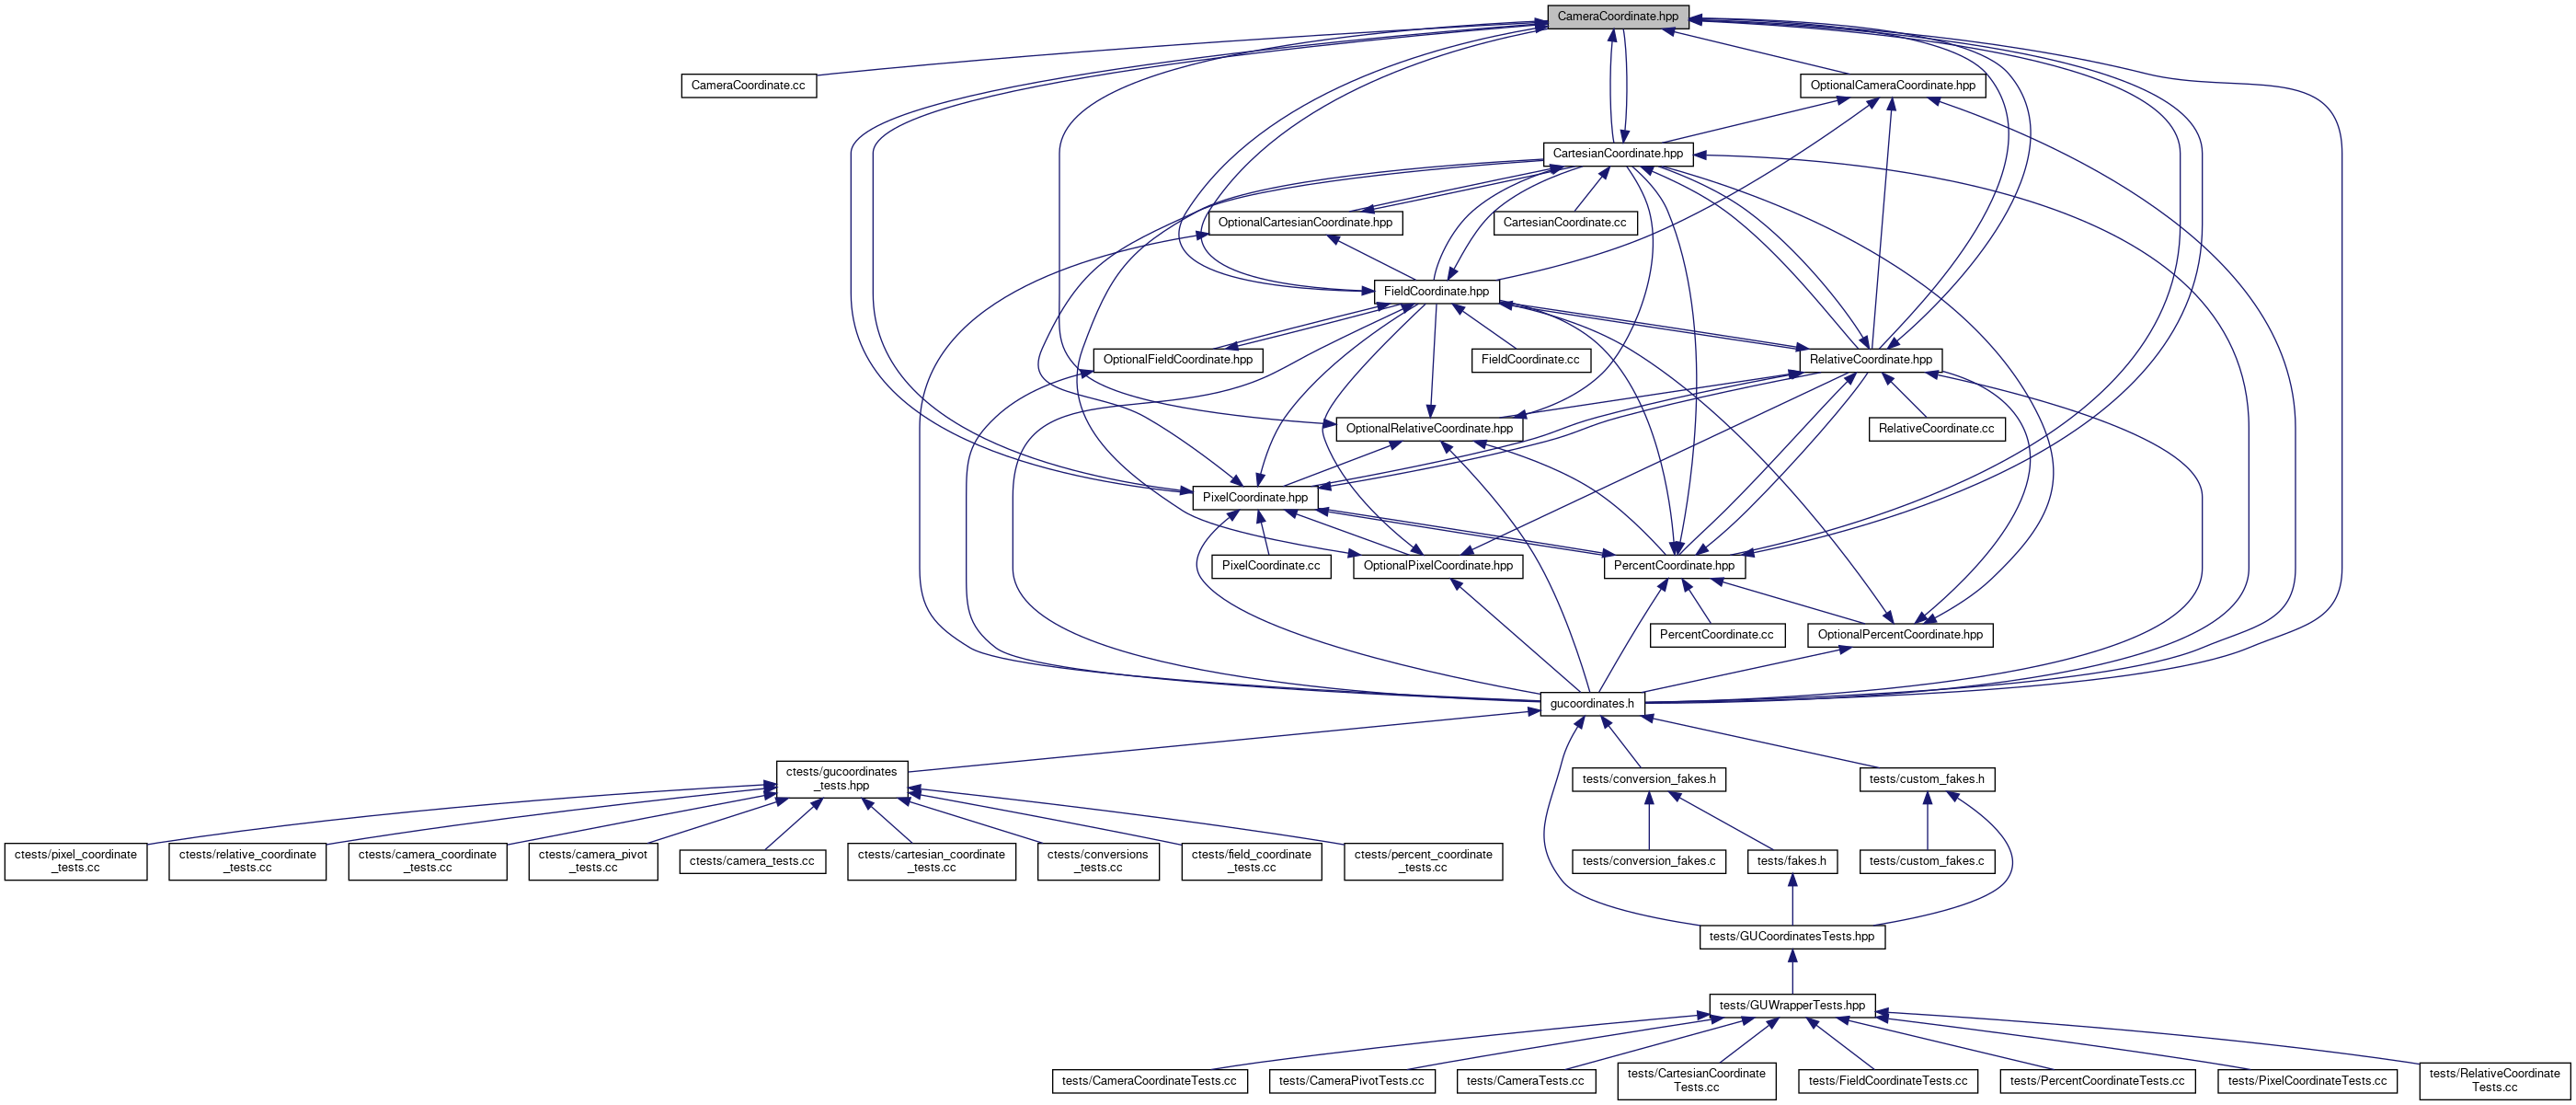 CameraCoordinate.hpp
CameraCoordinate.cc
OptionalCameraCoordinate.hpp
CartesianCoordinate.hpp
OptionalCartesianCoordinate.hpp
CartesianCoordinate.cc
FieldCoordinate.hpp
OptionalFieldCoordinate.hpp
FieldCoordinate.cc
RelativeCoordinate.hpp
OptionalRelativeCoordinate.hpp
RelativeCoordinate.cc
PixelCoordinate.hpp
PixelCoordinate.cc
OptionalPixelCoordinate.hpp
PercentCoordinate.hpp
PercentCoordinate.cc
OptionalPercentCoordinate.hpp
gucoordinates.h
ctests/gucoordinates
_tests.hpp
tests/conversion_fakes.h
tests/custom_fakes.h
ctests/pixel_coordinate
_tests.cc
ctests/relative_coordinate
_tests.cc
ctests/camera_coordinate
_tests.cc
ctests/camera_pivot
_tests.cc
ctests/camera_tests.cc
ctests/cartesian_coordinate
_tests.cc
ctests/conversions
_tests.cc
ctests/field_coordinate
_tests.cc
ctests/percent_coordinate
_tests.cc
tests/conversion_fakes.c
tests/fakes.h
tests/custom_fakes.c
tests/GUCoordinatesTests.hpp
tests/GUWrapperTests.hpp
tests/CameraCoordinateTests.cc
tests/CameraPivotTests.cc
tests/CameraTests.cc
tests/CartesianCoordinate
Tests.cc
tests/FieldCoordinateTests.cc
tests/PercentCoordinateTests.cc
tests/PixelCoordinateTests.cc
tests/RelativeCoordinate
Tests.cc